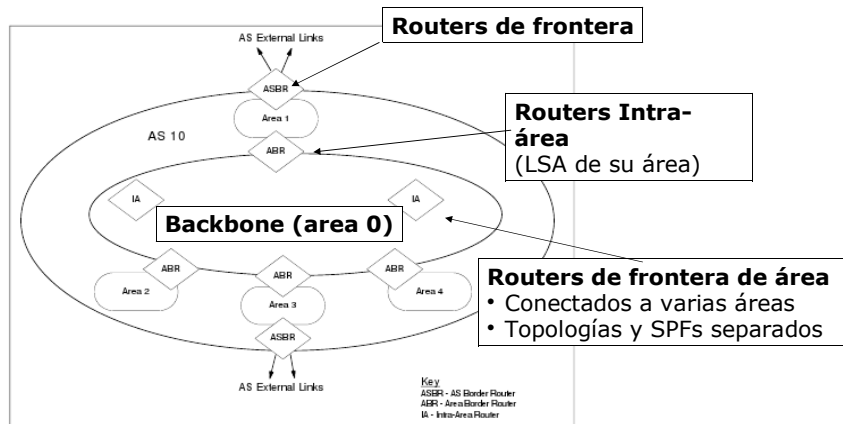 Routers de frontera
AS External Links
ASBR
Area 1
AS 10
ABR
Routers Intra-
área
(LSA de su área)
IA
IA
Backbone (area 0)
ABR
ABR
ABR
Area 2
Area 3
Area 4
Routers de frontera de área
• Conectados a varias áreas
• Topologías y SPFs separados
ASBR
AS External Links
Key
ASBR - AS Border Router
ABR - Area Border Router
IA - Intra-Area Router